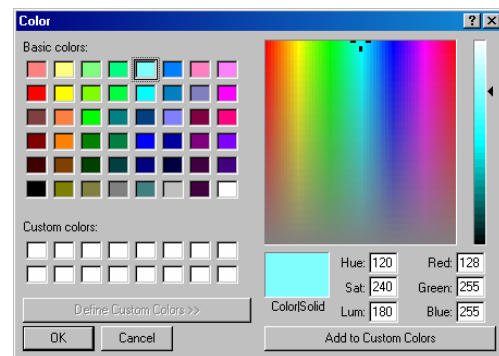 Color
Basic colors:
Custom colors:
Define Custom Colors >>
OK
Cancel
Color|Solid
Hue: 120
Sat: 240
Lum: 180
Red: 128
Green: 255
Blue: 255
Add to Custom Colors